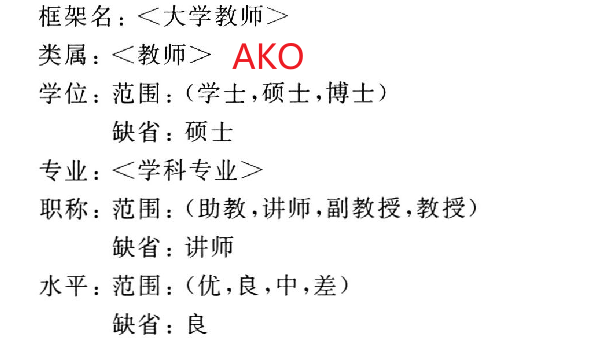 框架名：＜大学教师＞
类属：＜教师＞ AKO
学位：范围：(学士,硕士,博士)
缺省：硕士
专业：＜学科专业＞
职称：范围：(助教,讲师,副教授,教授)
缺省：讲师
水平：范围：(优,良,中,差)
缺省：良